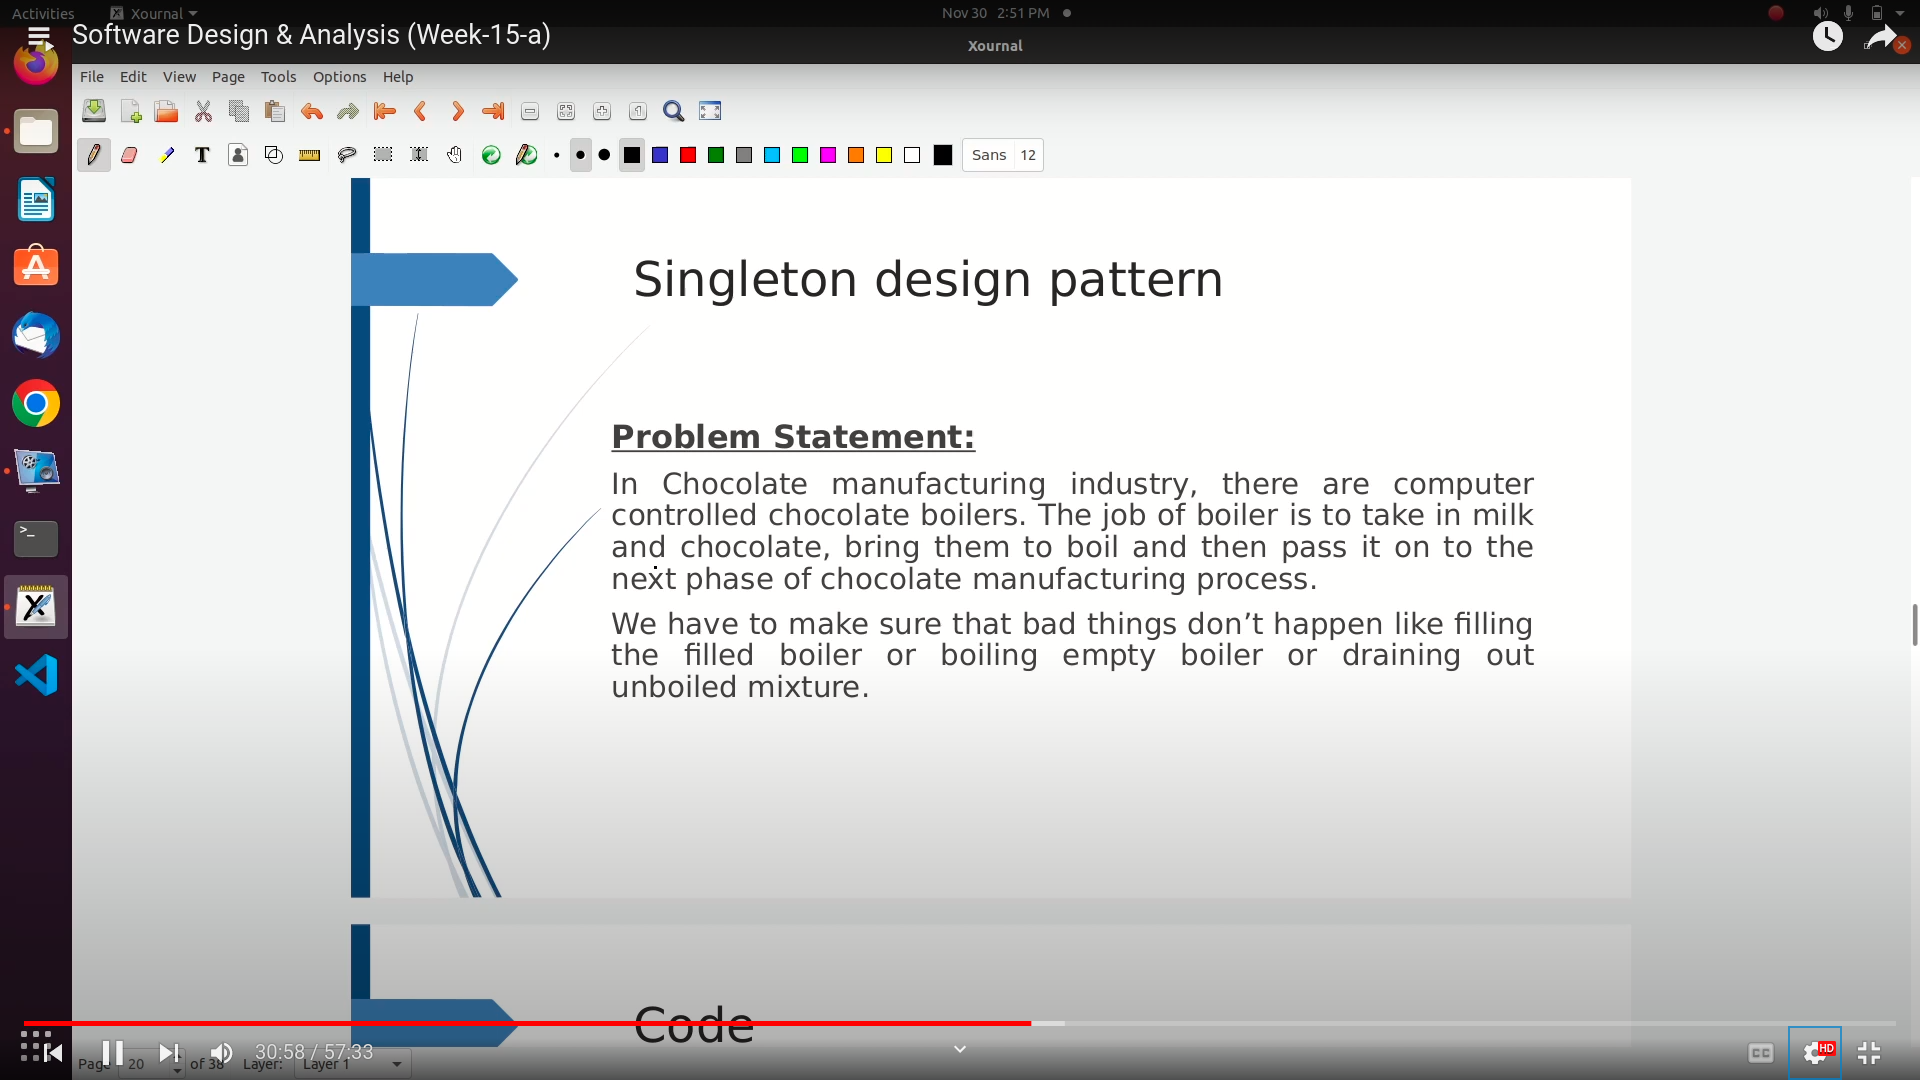 Activities Xournal Nov 30 2:51 PM
Software Design & Analysis (Week-15-a)
Xournal
File Edit View Page Tools Options Help
Sans 12
Singleton design pattern
Problem Statement:
In Chocolate manufacturing industry, there are computer
controlled chocolate boilers. The job of boiler is to take in milk
and chocolate, bring them to boil and then pass it on to the
next phase of chocolate manufacturing process.
We have to make sure that bad things don’t happen like filling
the filled boiler or boiling empty boiler or draining out
unboiled mixture.
Code
30:58 / 57:33
CC HD
Page 20 of 38 Layer: Layer 1